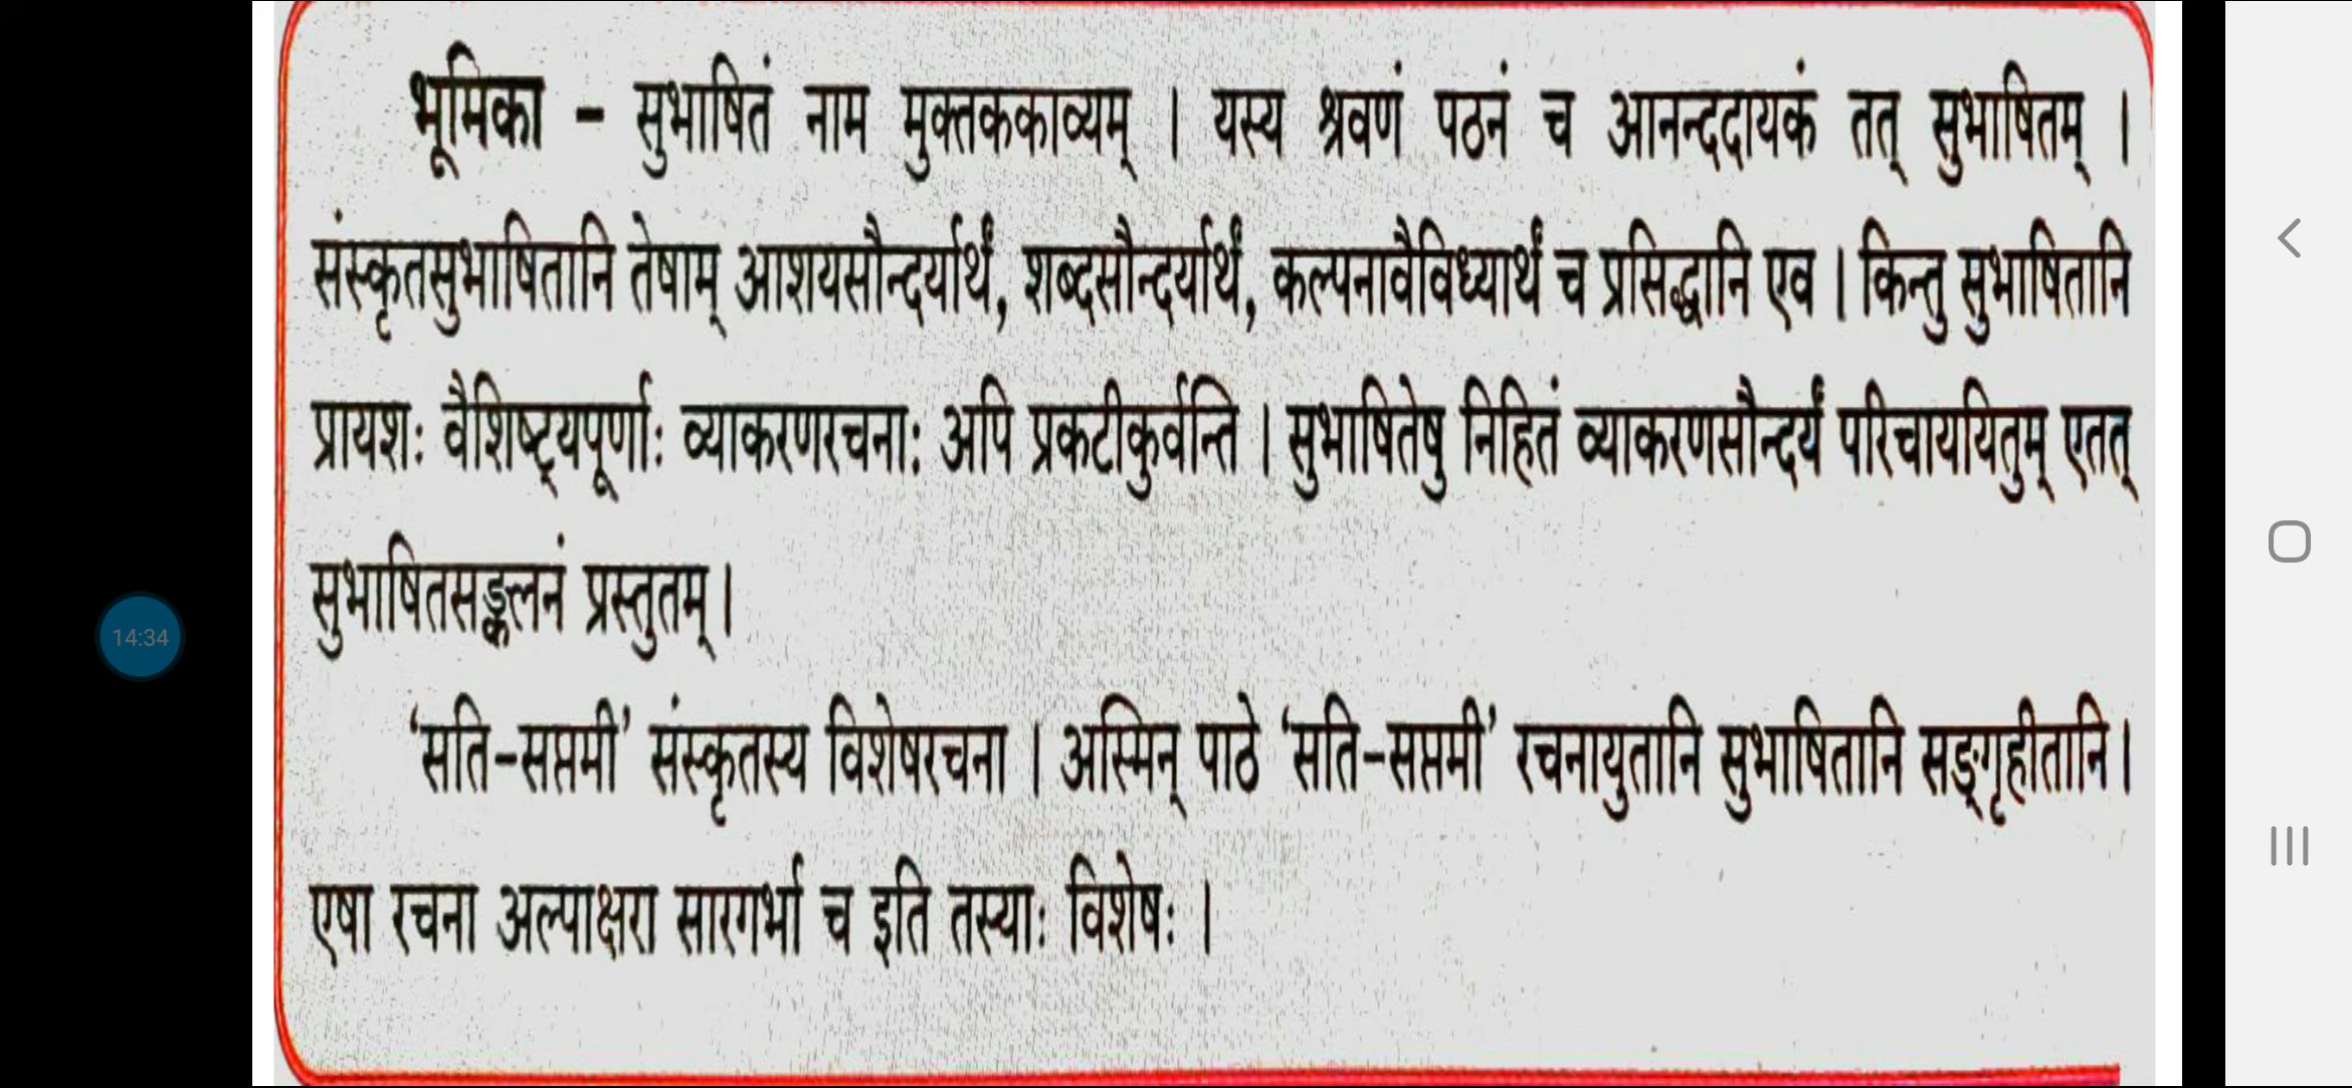 भूमिका - सुभाषितं नाम मुक्तककाव्यम् । यस्य श्रवणं पठनं च आनन्ददायकं तत् सुभाषितम् ।
संस्कृतसुभाषितानि तेषाम् आशयसौन्दर्यार्थं, शब्दसौन्दर्यार्थं, कल्पनावैविध्यार्थं च प्रसिद्धानि एव । किन्तु सुभाषितानि
प्रायशः वैशिष्ट्यपूर्णाः व्याकरणरचनाः अपि प्रकटीकुर्वन्ति । सुभाषितेषु निहितं व्याकरणसौन्दर्यं परिचाययितुम् एतत्
सुभाषितसङ्कलनं प्रस्तुतम् ।
14:34
‘सति-सप्तमी’ संस्कृतस्य विशेषरचना । अस्मिन् पाठे ‘सति-सप्तमी’ रचनायुतानि सुभाषितानि सङ्गृहीतानि ।
एषा रचना अल्पाक्षरा सारगर्भा च इति तस्याः विशेषः ।